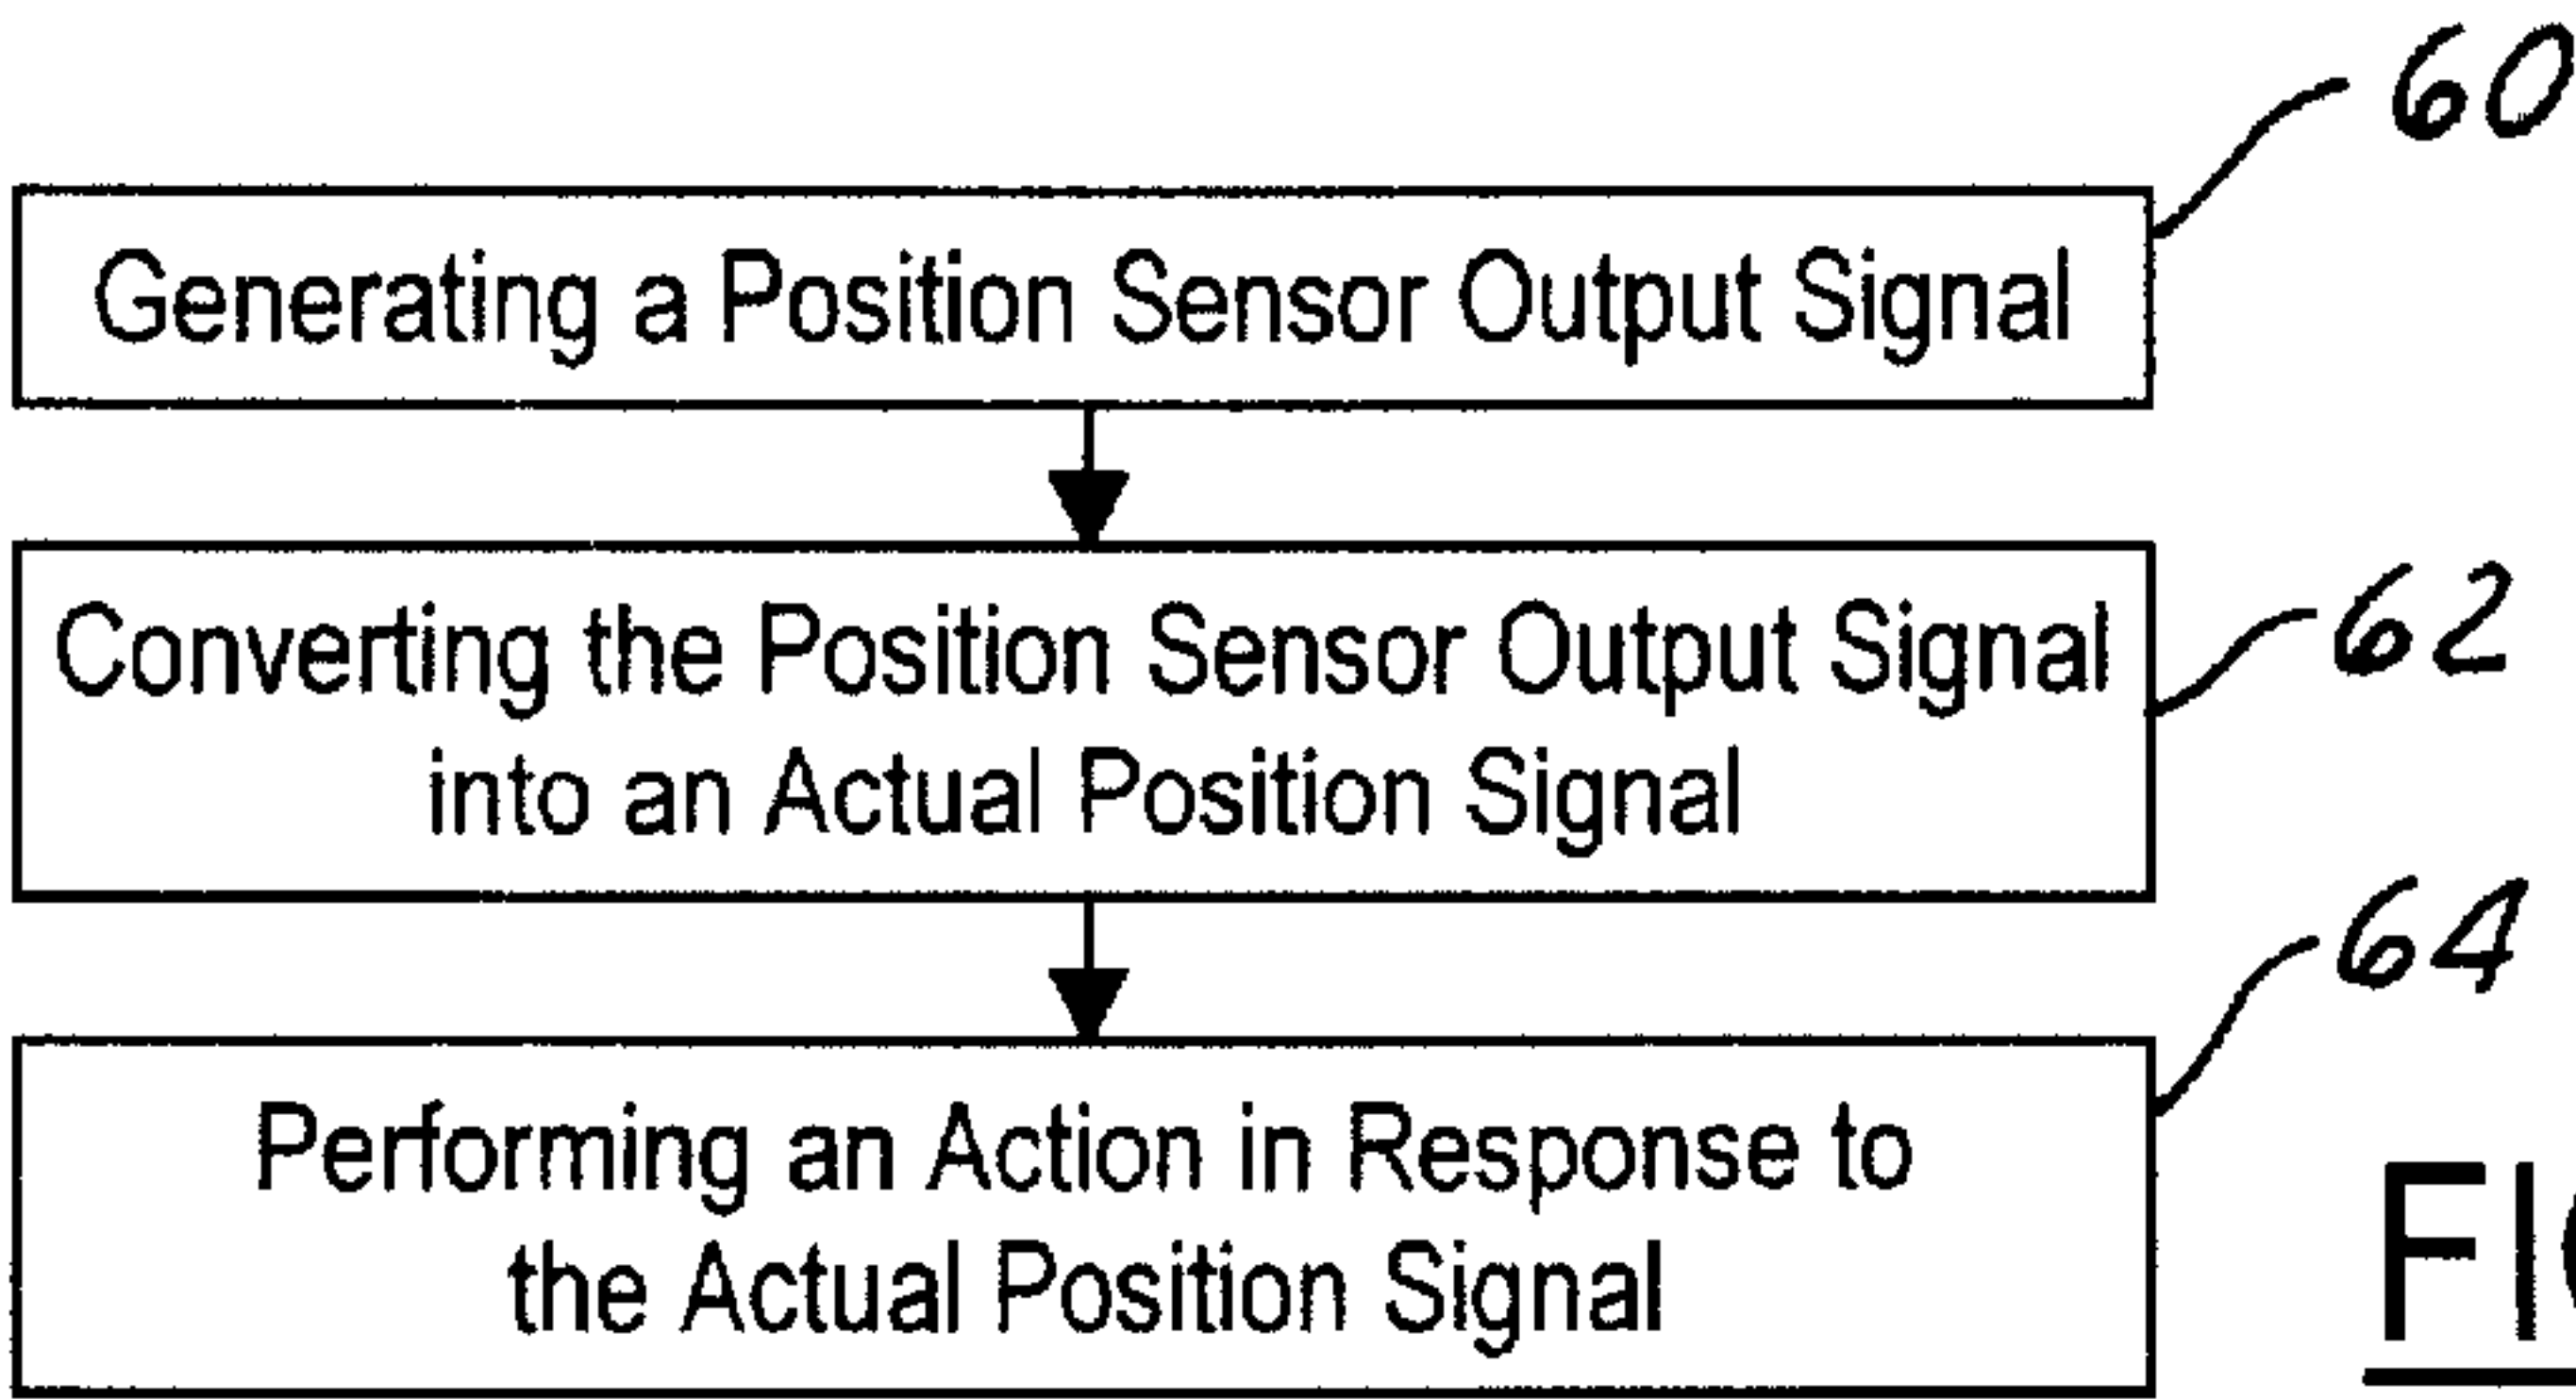 60
Generating a Position Sensor Output Signal
Converting the Position Sensor Output Signal
into an Actual Position Signal
62
64
Performing an Action in Response to
the Actual Position Signal